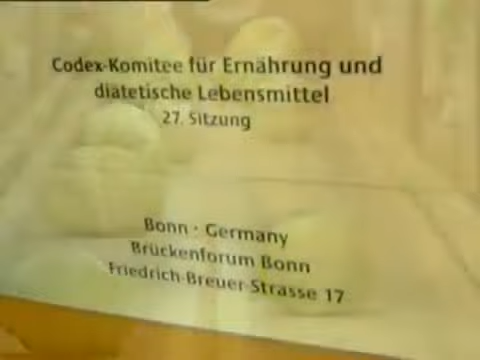 Codex-Komitee für Ernährung und
diätetische Lebensmittel
27. Sitzung
Bonn · Germany
Brückenforum Bonn
Friedrich-Breuer-Strasse 17